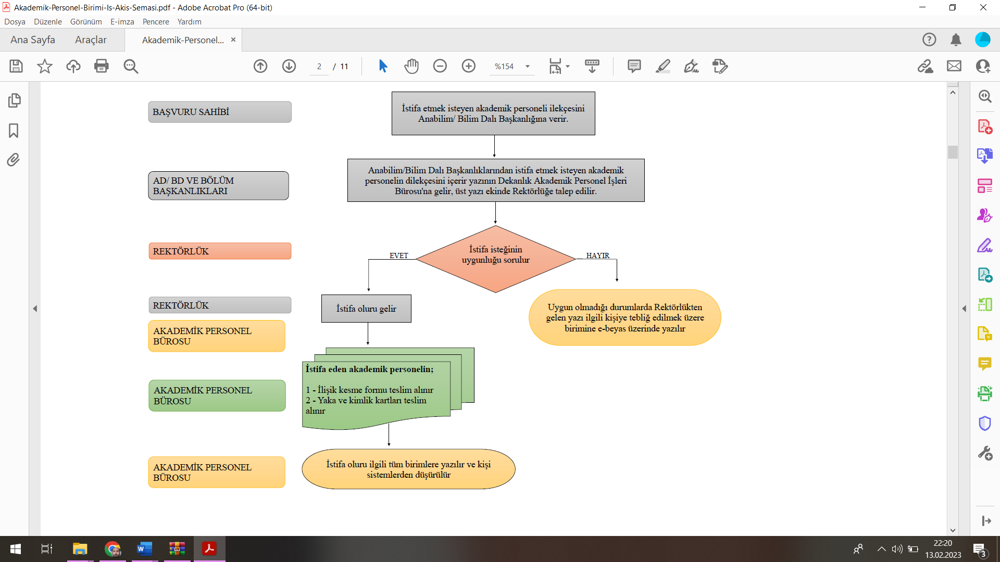 Akademik-Personel-Birimi-Is-Akis-Semasi.pdf - Adobe Acrobat Pro (64-bit)
Dosya Düzenle Görünüm E-imza Pencere Yardım
Ana Sayfa Araçlar Akademik-Personel... ×
2 / 11 %154
BAŞVURU SAHİBİ
İstifa etmek isteyen akademik personeli ilekçesini
Anabilim/ Bilim Dalı Başkanlığına verir.
AD/ BD VE BÖLÜM
BAŞKANLIKLARI
Anabilim/Bilim Dalı Başkanlıklarından istifa etmek isteyen akademik
personelin dilekçesini içerir yazının Dekanlık Akademik Personel İşleri
Bürosu'na gelir, üst yazı ekinde Rektörlüğe talep edilir.
REKTÖRLÜK
İstifa isteğinin
uygunluğu sorulur
EVET
HAYIR
REKTÖRLÜK
İstifa oluru gelir
Uygun olmadığı durumlarda Rektörlükten
gelen yazı ilgili kişiye tebliğ edilmek üzere
birimine e-beyas üzerinde yazılır
AKADEMİK PERSONEL
BÜROSU
AKADEMİK PERSONEL
BÜROSU
İstifa eden akademik personelin;
1 - İlişik kesme formu teslim alınır
2 - Yaka ve kimlik kartları teslim
alınır
AKADEMİK PERSONEL
BÜROSU
İstifa oluru ilgili tüm birimlere yazılır ve kişi
sistemlerden düşürülür
22:20
13.02.2023
3